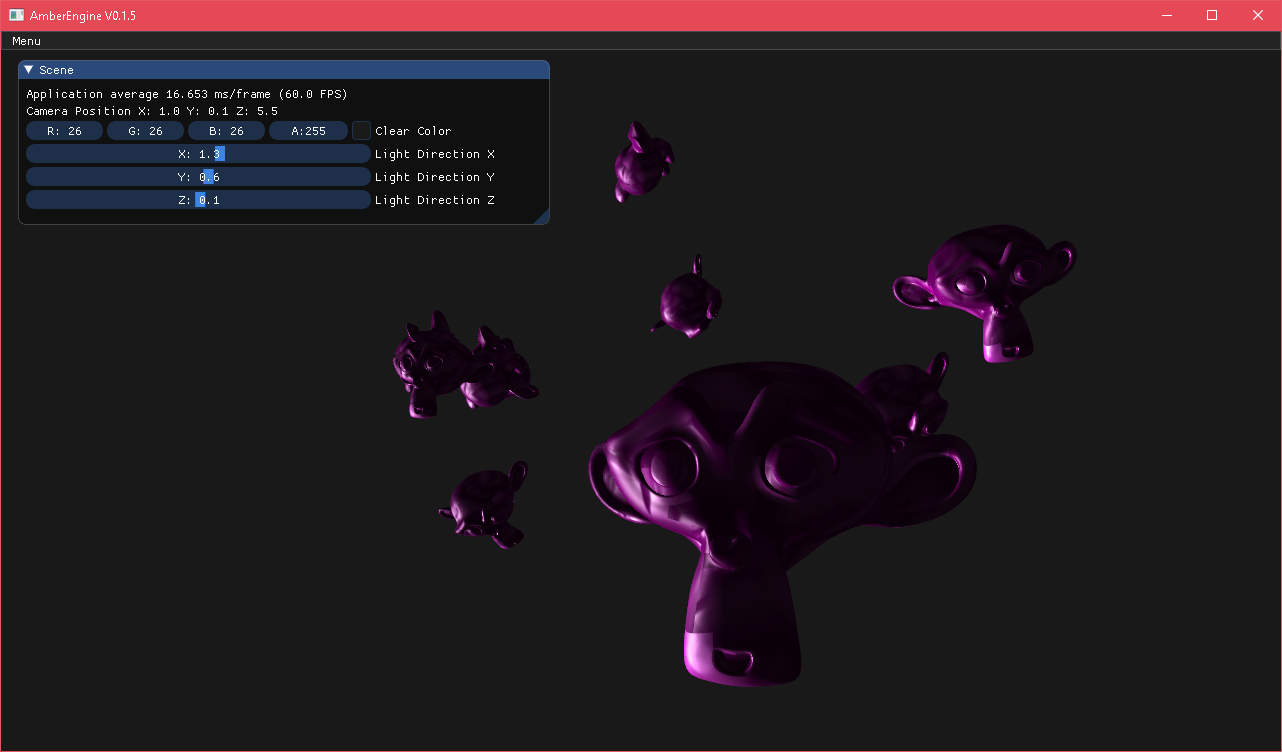 AmberEngine V0.1.5
Menu
Scene
Application average 16.653 ms/frame (60.0 FPS)
Camera Position X: 1.0 Y: 0.1 Z: 5.5
R: 26 G: 26 B: 26 A:255 Clear Color
X: 1.3 Light Direction X
Y: 0.6 Light Direction Y
Z: 0.1 Light Direction Z